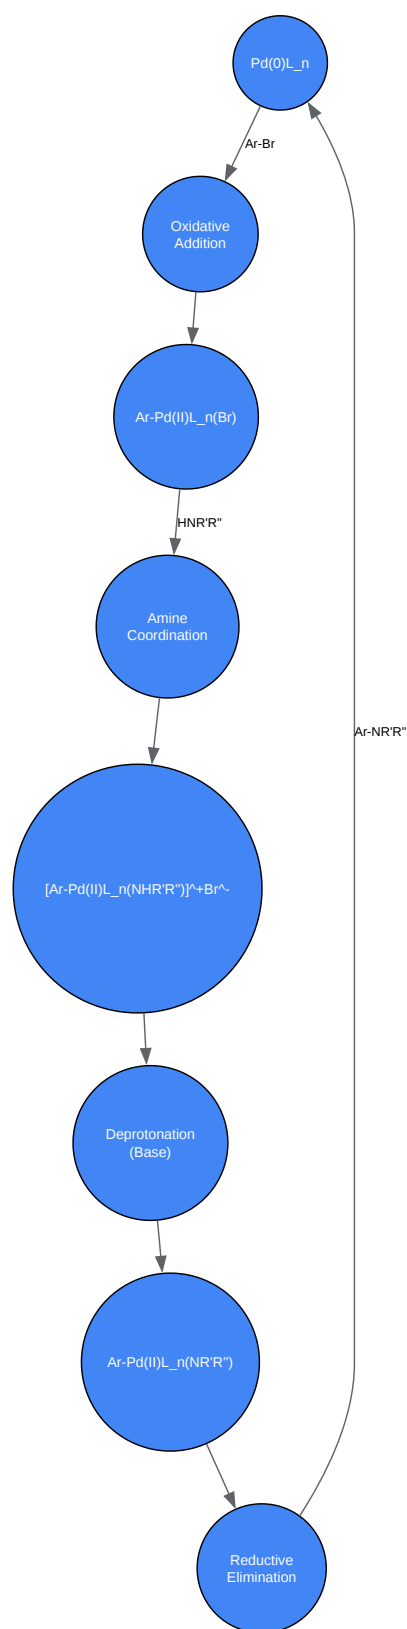 Pd(0)L_n
Ar-Br
Oxidative
Addition
Ar-Pd(II)L_n(Br)
HNR'R"
Amine
Coordination
Ar-NR'R"
[Ar-Pd(II)L_n(NHR'R")]^+Br^-
Deprotonation
(Base)
Ar-Pd(II)L_n(NR'R")
Reductive
Elimination